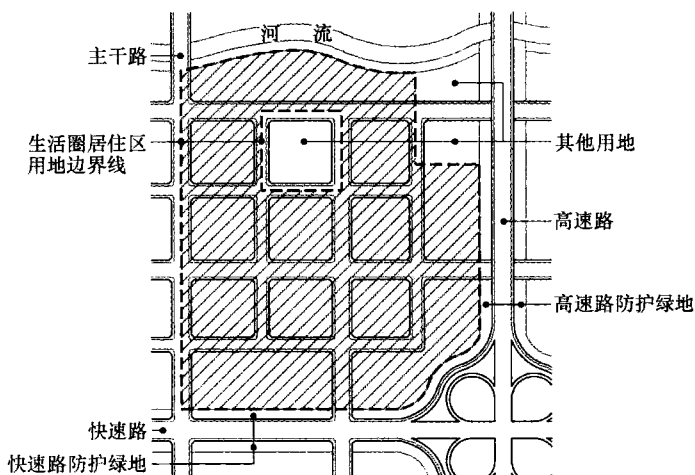 河 流
主干路
生活圈居住区
用地边界线
其他用地
高速路
高速路防护绿地
快速路
快速路防护绿地